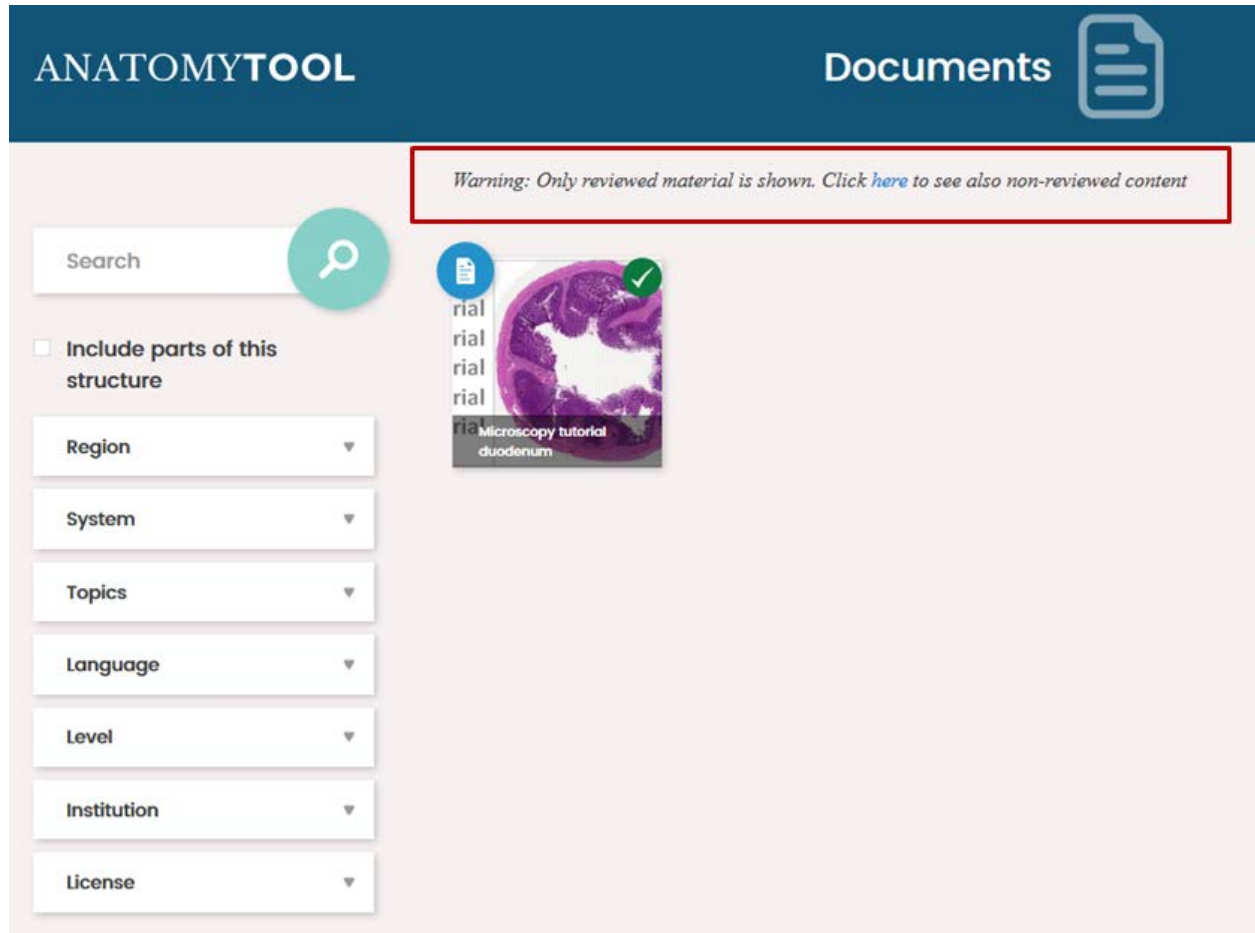 ANATOMYTOOL
Documents
Warning: Only reviewed material is shown. Click here to see also non-reviewed content
Search
Include parts of this
structure
Region
System
Topics
Language
Level
Institution
License
rial
rial
rial
rial
rial
Microscopy tutorial
duodenum